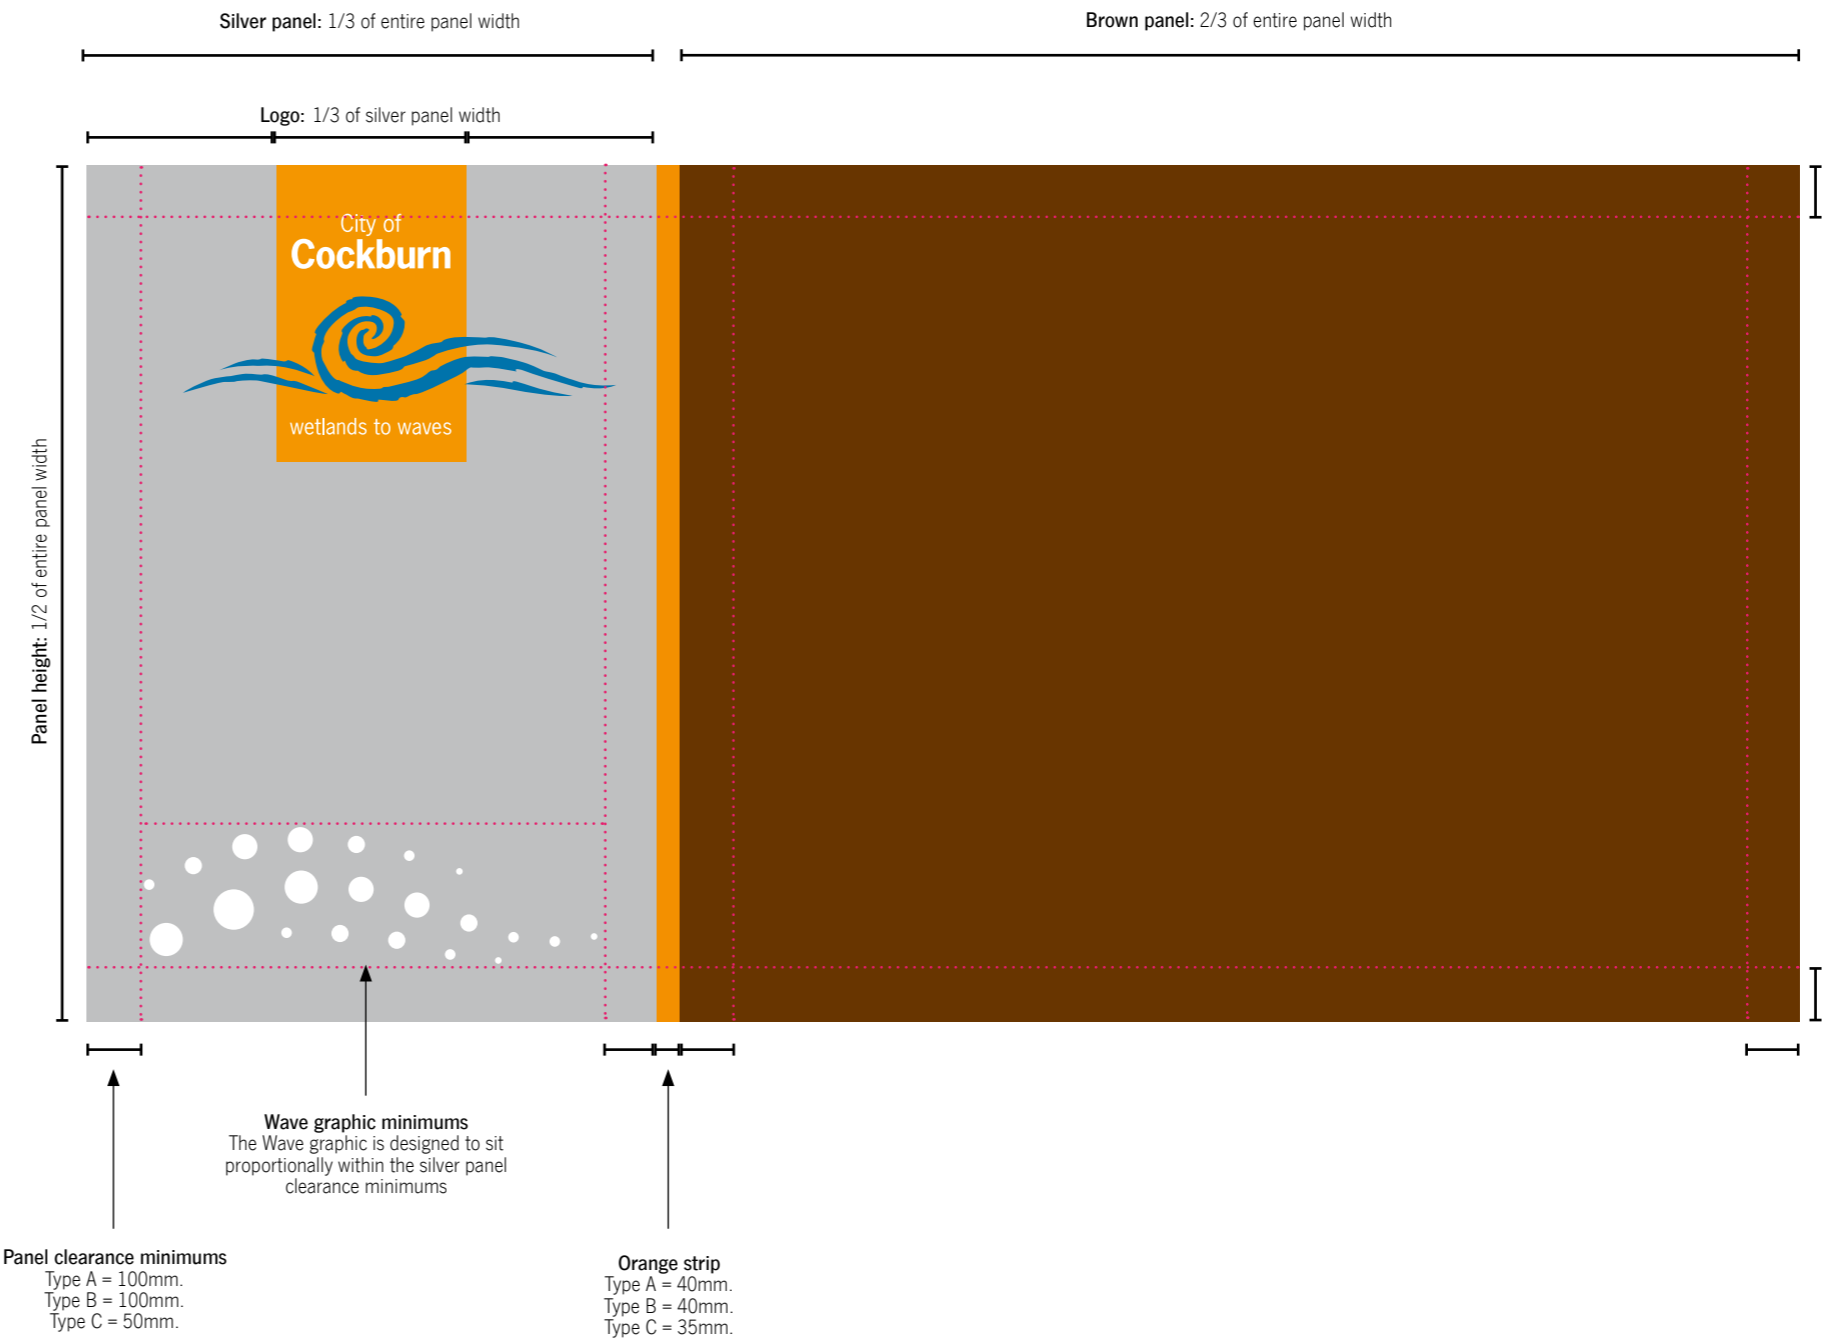 Silver panel: 1/3 of entire panel width
Brown panel: 2/3 of entire panel width
Logo: 1/3 of silver panel width
City of
Cockburn
wetlands to waves
Panel height: 1/2 of entire panel width
Wave graphic minimums
The Wave graphic is designed to sit
proportionally within the silver panel
clearance minimums
Panel clearance minimums
Type A = 100mm.
Type B = 100mm.
Type C = 50mm.
Orange strip
Type A = 40mm.
Type B = 40mm.
Type C = 35mm.